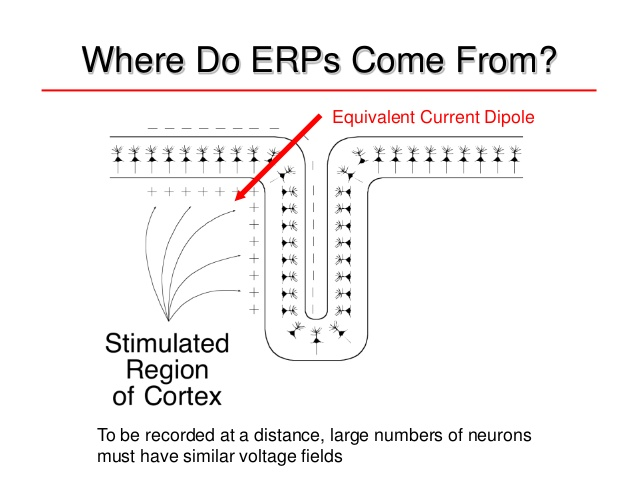 Where Do ERPs Come From?
Equivalent Current Dipole
Stimulated
Region
of Cortex
To be recorded at a distance, large numbers of neurons
must have similar voltage fields